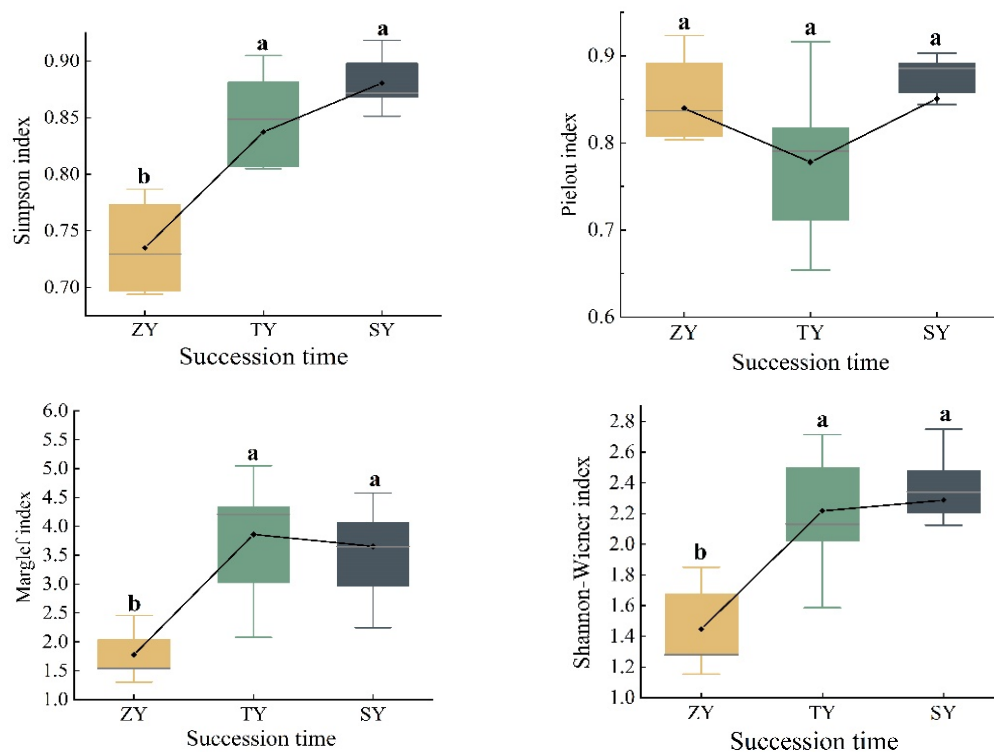 Simpson index
0.90
0.85
0.80
0.75
0.70
b
a
a
ZY
TY
SY
Succession time
Pielou index
0.9
0.8
0.7
0.6
a
a
a
ZY
TY
SY
Succession time
Marglef index
6.0
5.5
5.0
4.5
4.0
3.5
3.0
2.5
2.0
1.5
1.0
b
a
a
ZY
TY
SY
Succession time
Shannon-Wiener index
2.8
2.6
2.4
2.2
2.0
1.8
1.6
1.4
1.2
1.0
b
a
a
ZY
TY
SY
Succession time